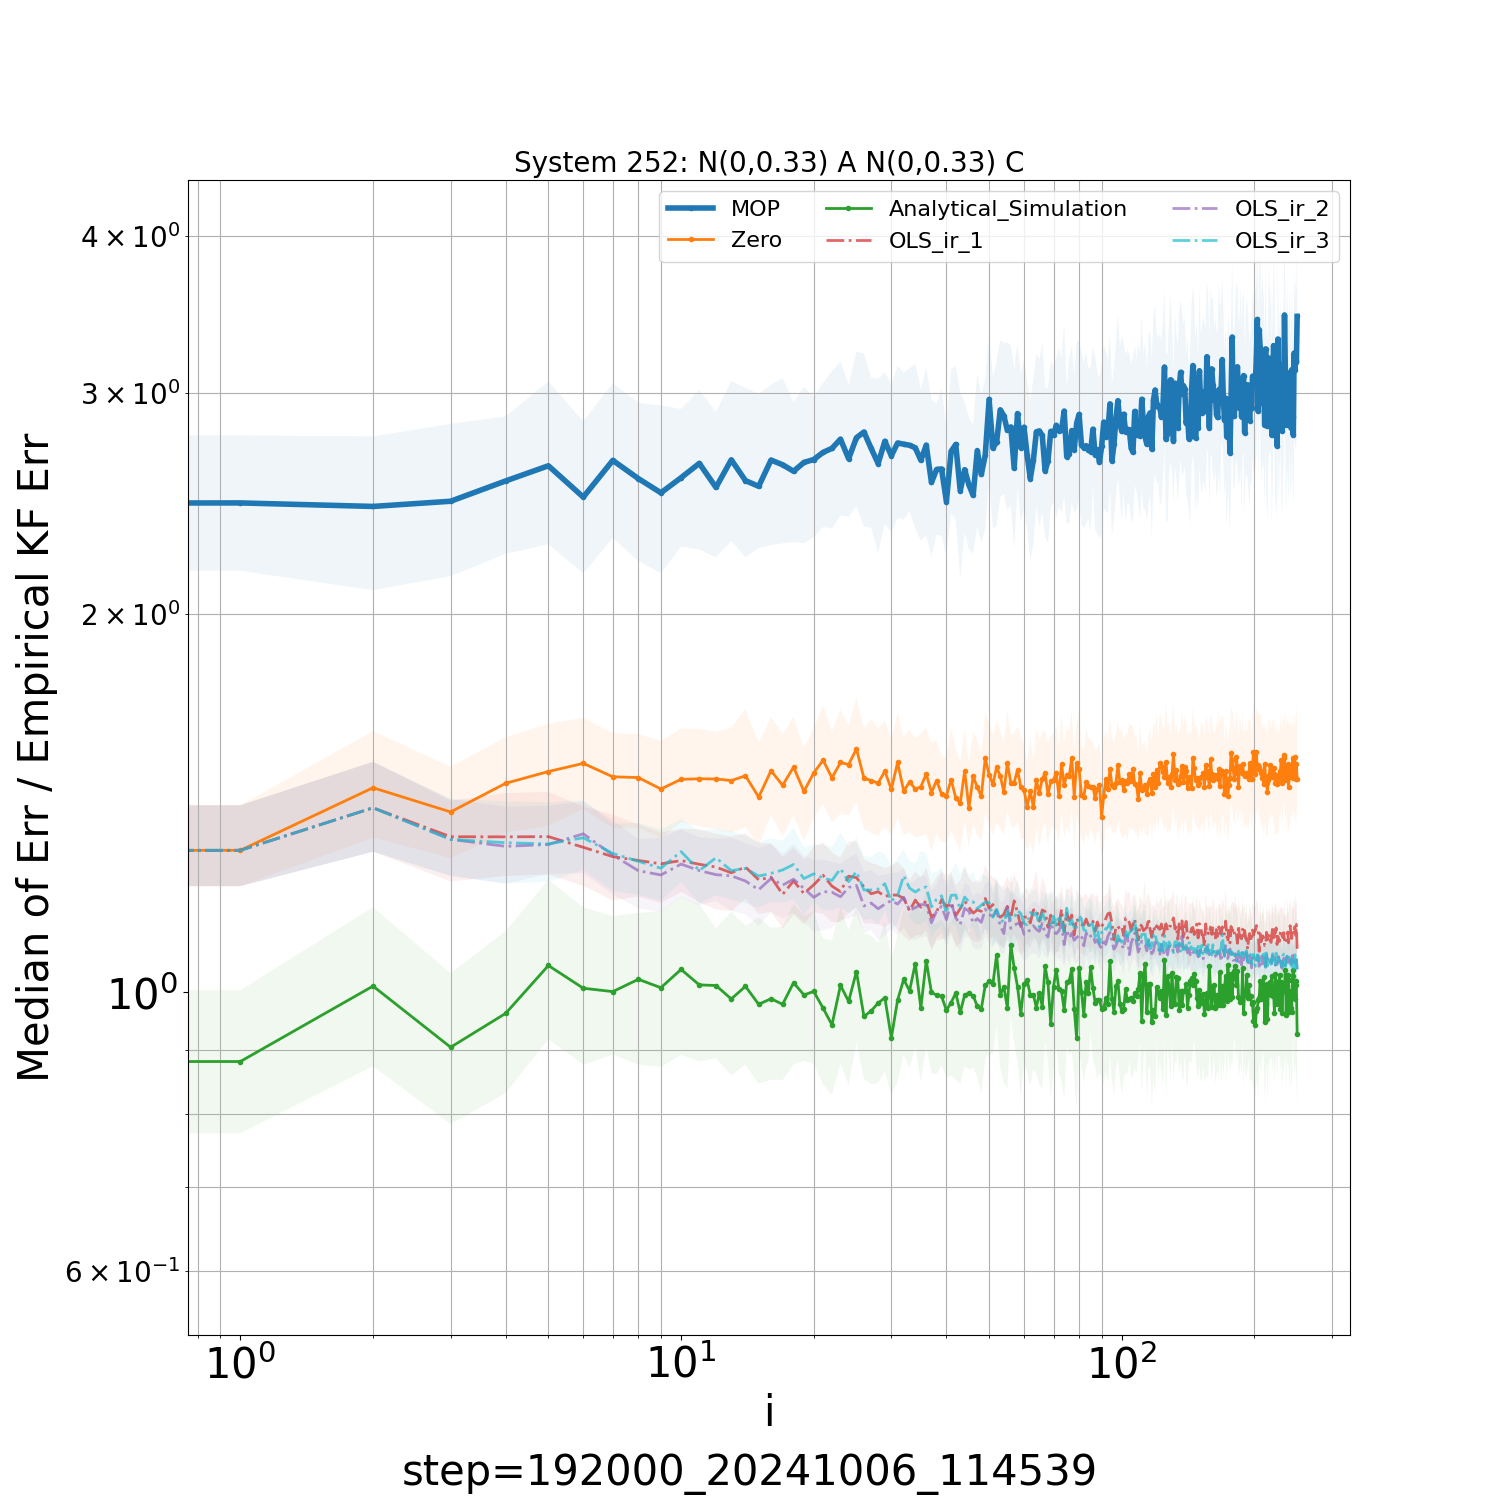 System 252: N(0,0.33) A N(0,0.33) C
MOP
Zero
Analytical_Simulation
OLS_ir_1
OLS_ir_2
OLS_ir_3
Median of Err / Empirical KF Err
4 × 10⁰
3 × 10⁰
2 × 10⁰
10⁰
6 × 10⁻¹
10⁰
10¹
10²
i
step=192000_20241006_114539